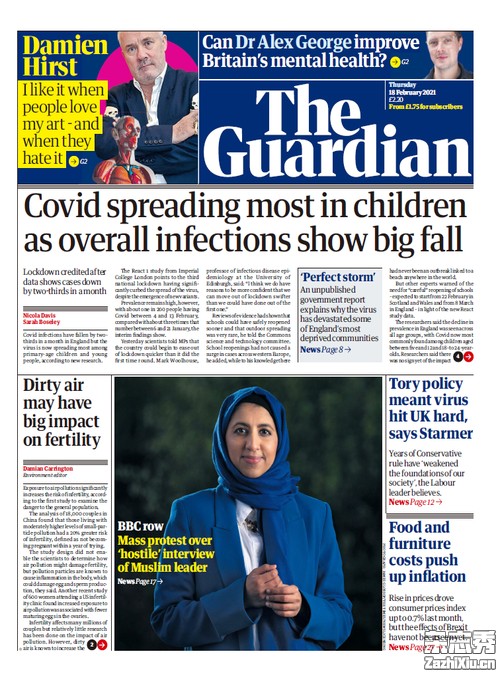 Damien
Hirst
I like it when
people love
my art - and
when they
hate it
G2
Can Dr Alex George improve
Britain's mental health?
G2
Thursday
18 February 2021
£2.20
From £1.75 for subscribers
The
Guardian
Covid spreading most in children
as overall infections show big fall
Lockdown credited after
data shows cases down
by two-thirds in a month
Nicola Davis
Sarah Boseley
Covid infections have fallen by two-
thirds in a month in England but the
virus is now spreading most among
primary-age children and young
people, according to new research.
The React 1 study from Imperial
College London points to the third
national lockdown having signifi-
cantly curbed the spread of the virus,
despite the emergence of new variants.
Prevalence remains high, however,
with about one in 200 people having
Covid between 4 and 13 February,
compared with about three times that
number between 6 and 21 January, the
interim findings show.
Yesterday scientists told MPs that
the country could begin to ease out
of lockdown quicker than it did the
first time round. Mark Woolhouse,
professor of infectious disease epi-
demiology at the University of
Edinburgh, said: "I think we do have
reasons to be more confident that we
can move out of lockdown swifter
than we could have done out of the
first one."
Reviews of evidence had shown that
schools could have safely reopened
sooner and that outdoor spreading
was very rare, he told the Commons
science and technology committee.
School reopenings had not caused a
surge in cases across western Europe,
he added, while to his knowledge there
'Perfect storm'
An unpublished
government report
explains why the virus
has devastated some
of England's most
deprived communities
News Page 8 →
had never been an outbreak linked to a
beach anywhere in the world.
But other experts warned of the
need for "careful" reopening of schools
- expected to start from 22 February in
Scotland and Wales and from 8 March
in England - in light of the new React
study data.
The researchers said the decline in
prevalence in England was seen across
all age groups, with Covid now most
commonly found among children aged
between five and 12 and 18- to 24-year-
olds. Researchers said there
was no sign yet of the impact
4
Dirty air
may have
big impact
on fertility
Damian Carrington
Environment editor
Exposure to air pollution significantly
increases the risk of infertility, accord-
ing to the first study to examine the
danger to the general population.
The analysis of 18,000 couples in
China found that those living with
moderately higher levels of small-par-
ticle pollution had a 20% greater risk
of infertility, defined as not becom-
ing pregnant within a year of trying.
The study design did not ena-
ble the scientists to determine how
air pollution might damage fertility,
but pollution particles are known to
cause inflammation in the body, which
could damage egg and sperm produc-
tion, they said. Another recent study
of 600 women attending a US infertil-
ity clinic found increased exposure to
air pollution was associated with fewer
maturing eggs in the ovaries.
Infertility affects many millions of
couples but relatively little research
has been done on the impact of air
pollution. However, dirty
air is known to increase the
2
BBC row
Mass protest over
'hostile' interview
of Muslim leader
News Page 17 →
Tory policy
meant virus
hit UK hard,
says Starmer
Years of Conservative
rule have 'weakened
the foundations of our
society', the Labour
leader believes.
News Page 12 →
Food and
furniture
costs push
up inflation
Rise in prices drove
consumer prices index
up to 0.7% last month,
but the effects of Brexit
have not been seen yet.
News Page 27 →
杂志秀
ZaZhiXiu.cn